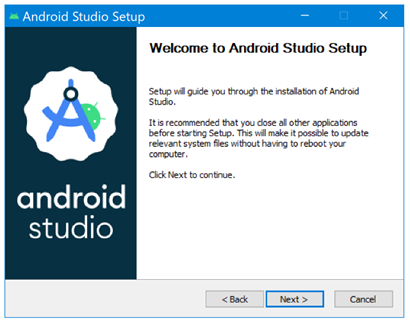 Android Studio Setup
Welcome to Android Studio Setup
Setup will guide you through the installation of Android
Studio.
It is recommended that you close all other applications
before starting Setup. This will make it possible to update
relevant system files without having to reboot your
computer.
Click Next to continue.
android
studio
< Back
Next >
Cancel